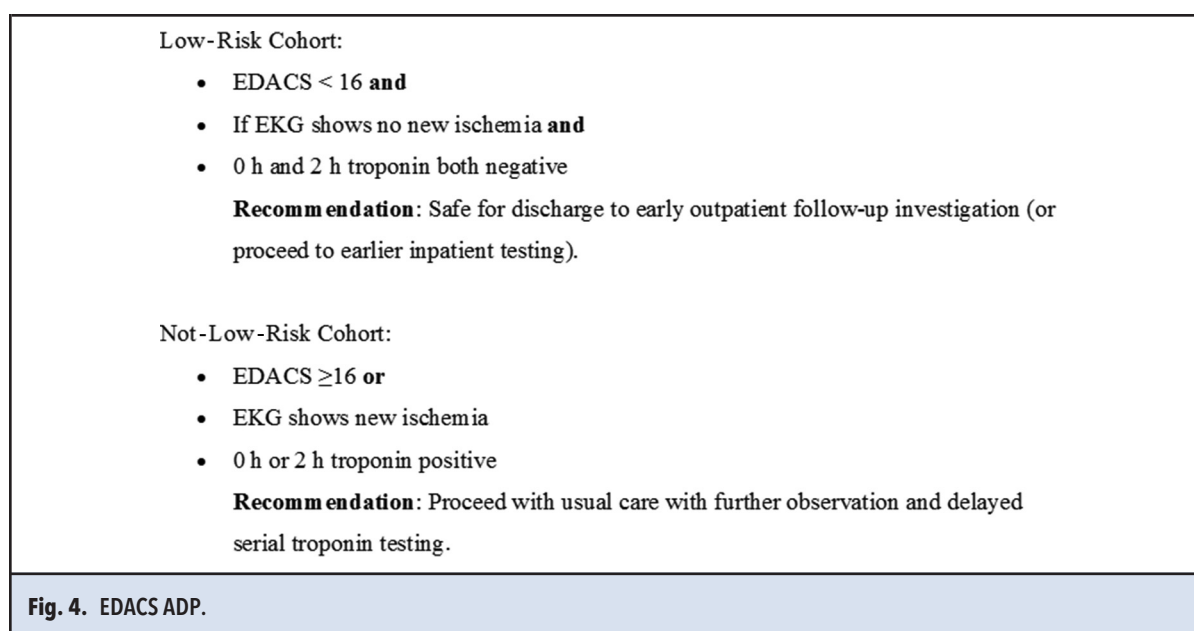 Low-Risk Cohort:
• EDACS < 16 and
• If EKG shows no new ischemia and
• 0 h and 2 h troponin both negative
Recommendation: Safe for discharge to early outpatient follow-up investigation (or
proceed to earlier inpatient testing).
Not-Low-Risk Cohort:
• EDACS ≥16 or
• EKG shows new ischemia
• 0 h or 2 h troponin positive
Recommendation: Proceed with usual care with further observation and delayed
serial troponin testing.
Fig. 4. EDACS ADP.